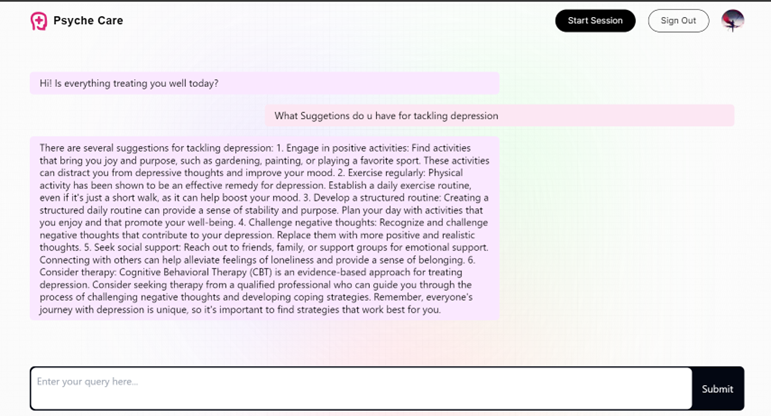 Psyche Care
Start Session
Sign Out
Hi! Is everything treating you well today?
What Suggetions do u have for tackling depression
There are several suggestions for tackling depression: 1. Engage in positive activities: Find activities
that bring you joy and purpose, such as gardening, painting, or playing a favorite sport. These activities
can distract you from depressive thoughts and improve your mood. 2. Exercise regularly: Physical
activity has been shown to be an effective remedy for depression. Establish a daily exercise routine,
even if it's just a short walk, as it can help boost your mood. 3. Develop a structured routine: Creating a
structured daily routine can provide a sense of stability and purpose. Plan your day with activities that
you enjoy and that promote your well-being. 4. Challenge negative thoughts: Recognize and challenge
negative thoughts that contribute to your depression. Replace them with more positive and realistic
thoughts. 5. Seek social support: Reach out to friends, family, or support groups for emotional support.
Connecting with others can help alleviate feelings of loneliness and provide a sense of belonging. 6.
Consider therapy: Cognitive Behavioral Therapy (CBT) is an evidence-based approach for treating
depression. Consider seeking therapy from a qualified professional who can guide you through the
process of challenging negative thoughts and developing coping strategies. Remember, everyone's
journey with depression is unique, so it's important to find strategies that work best for you.
Enter your query here...
Submit